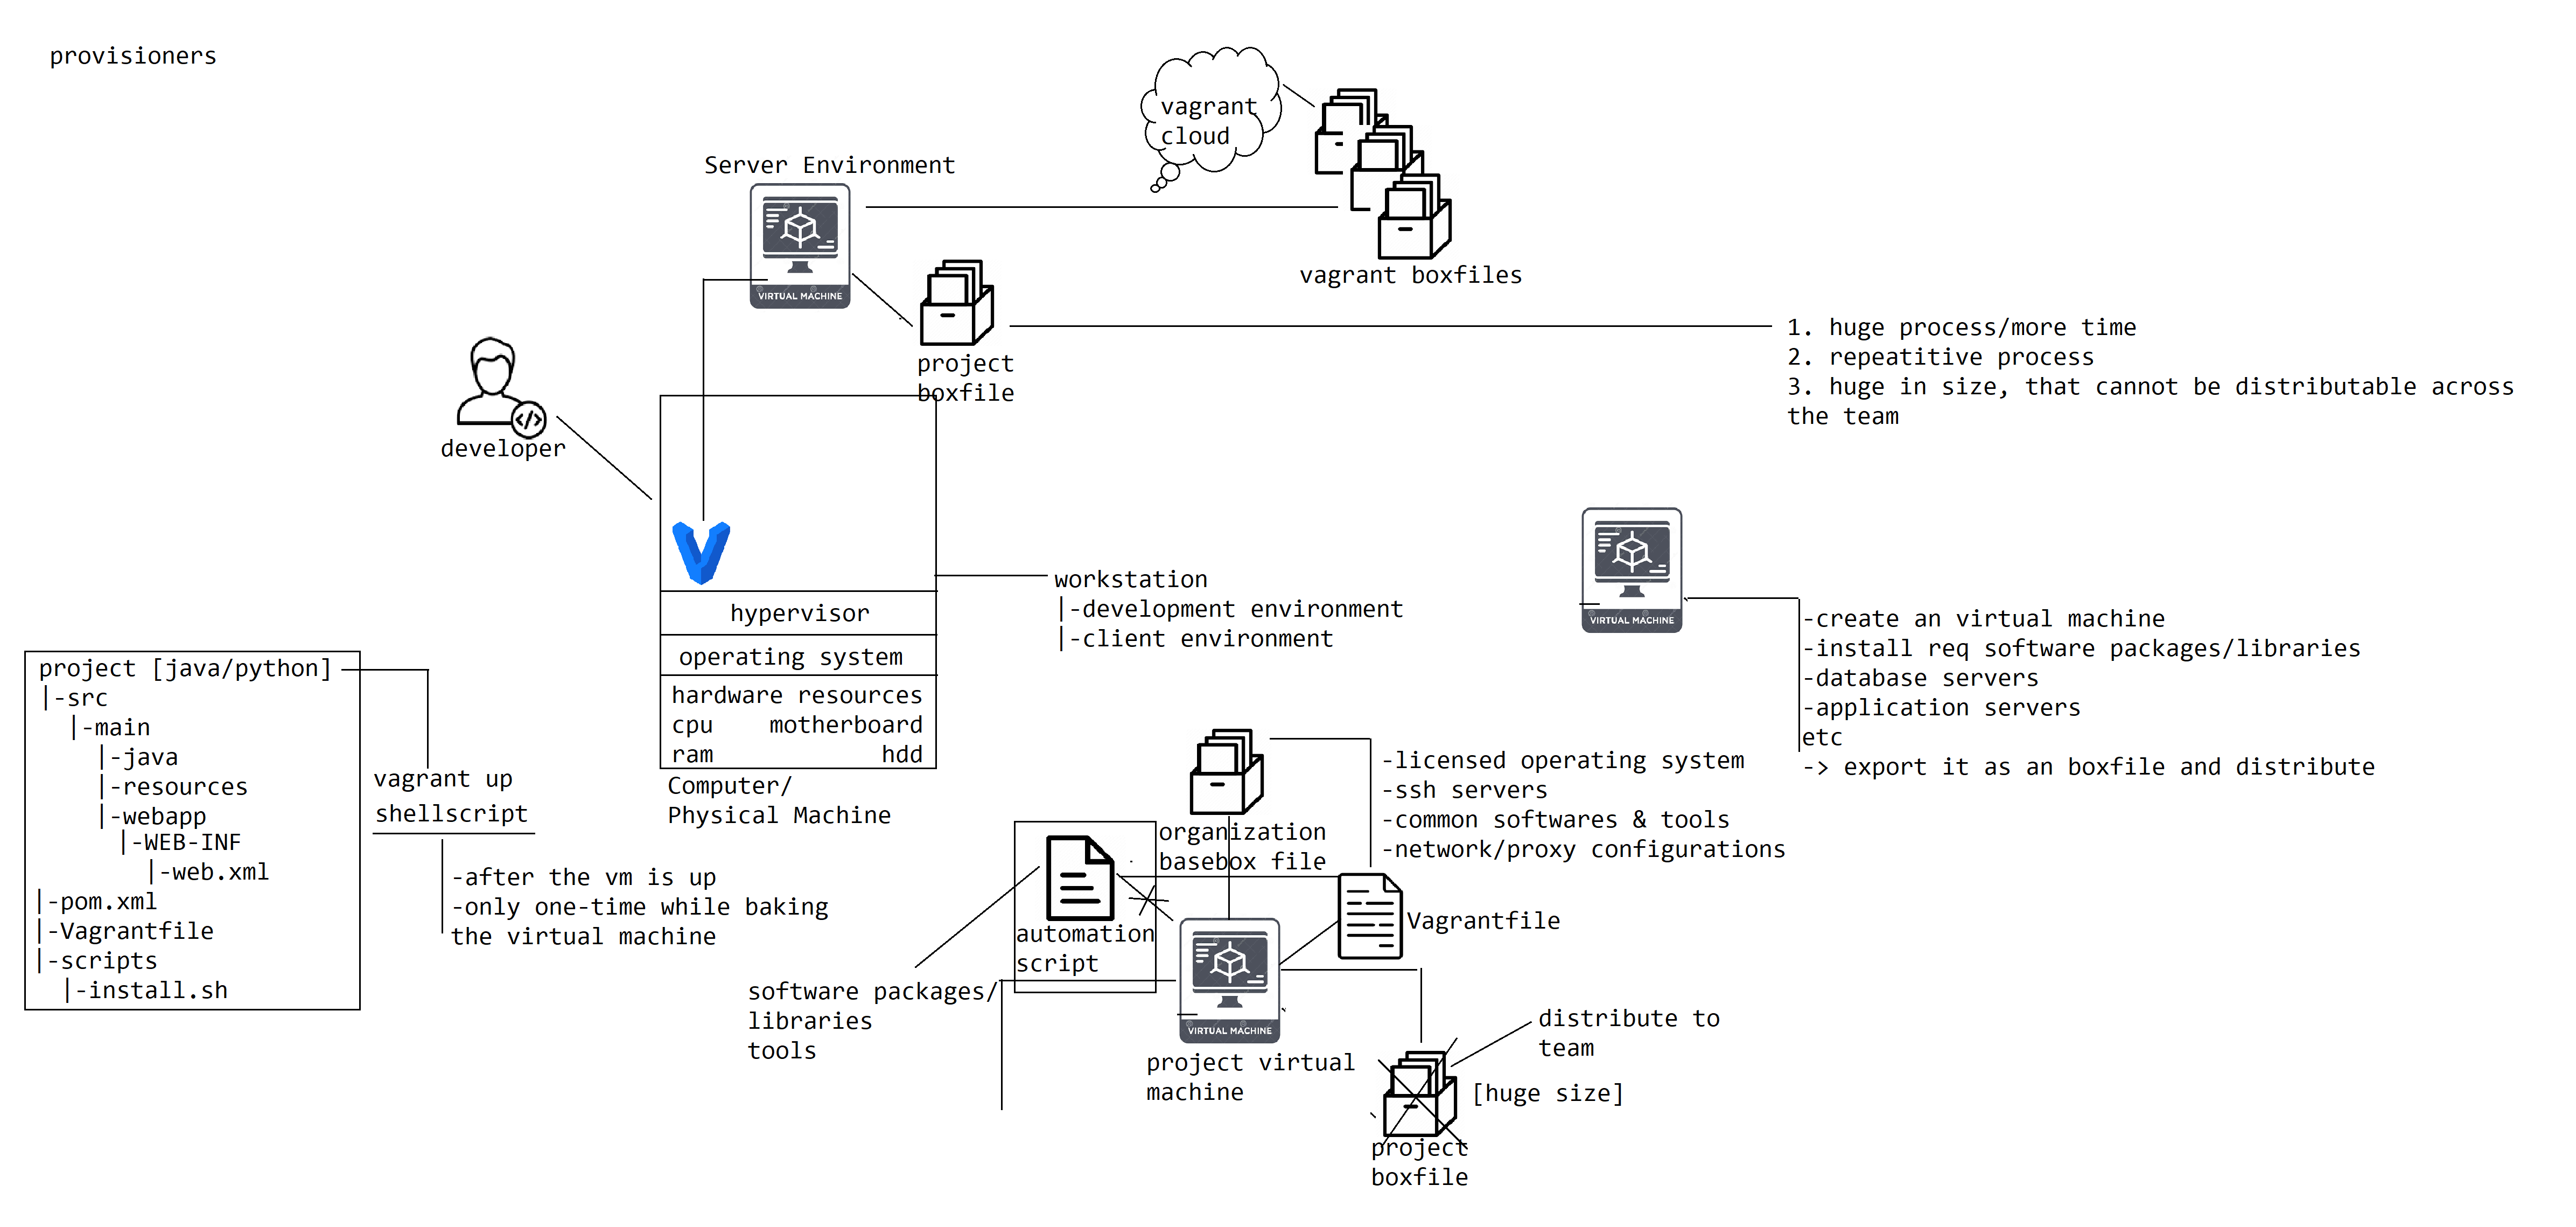 provisioners
vagrant
cloud
Server Environment
VIRTUAL MACHINE
vagrant boxfiles
project
boxfile
1. huge process/more time
2. repeatitive process
3. huge in size, that cannot be distributable across
the team
developer
hypervisor
operating system
hardware resources
cpu motherboard
ram hdd
Computer/
Physical Machine
workstation
|-development environment
|-client environment
VIRTUAL MACHINE
-create an virtual machine
-install req software packages/libraries
-database servers
-application servers
etc
-> export it as an boxfile and distribute
project [java/python]
|-src
|-main
|-java
|-resources
|-webapp
|-WEB-INF
|-web.xml
|-pom.xml
|-Vagrantfile
|-scripts
|-install.sh
vagrant up
shellscript
-after the vm is up
-only one-time while baking
the virtual machine
organization
basebox file
-licensed operating system
-ssh servers
-common softwares & tools
-network/proxy configurations
automation
script
Vagrantfile
software packages/
libraries
tools
VIRTUAL MACHINE
project virtual
machine
distribute to
team
[huge size]
project
boxfile